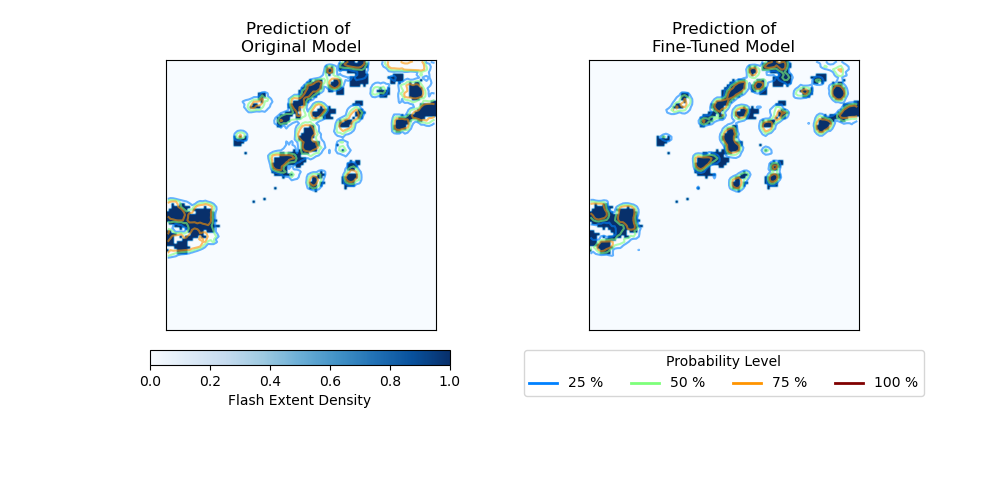 Prediction of
Original Model
Prediction of
Fine-Tuned Model
0.0 0.2 0.4 0.6 0.8 1.0
Flash Extent Density
Probability Level
25 % 50 % 75 % 100 %